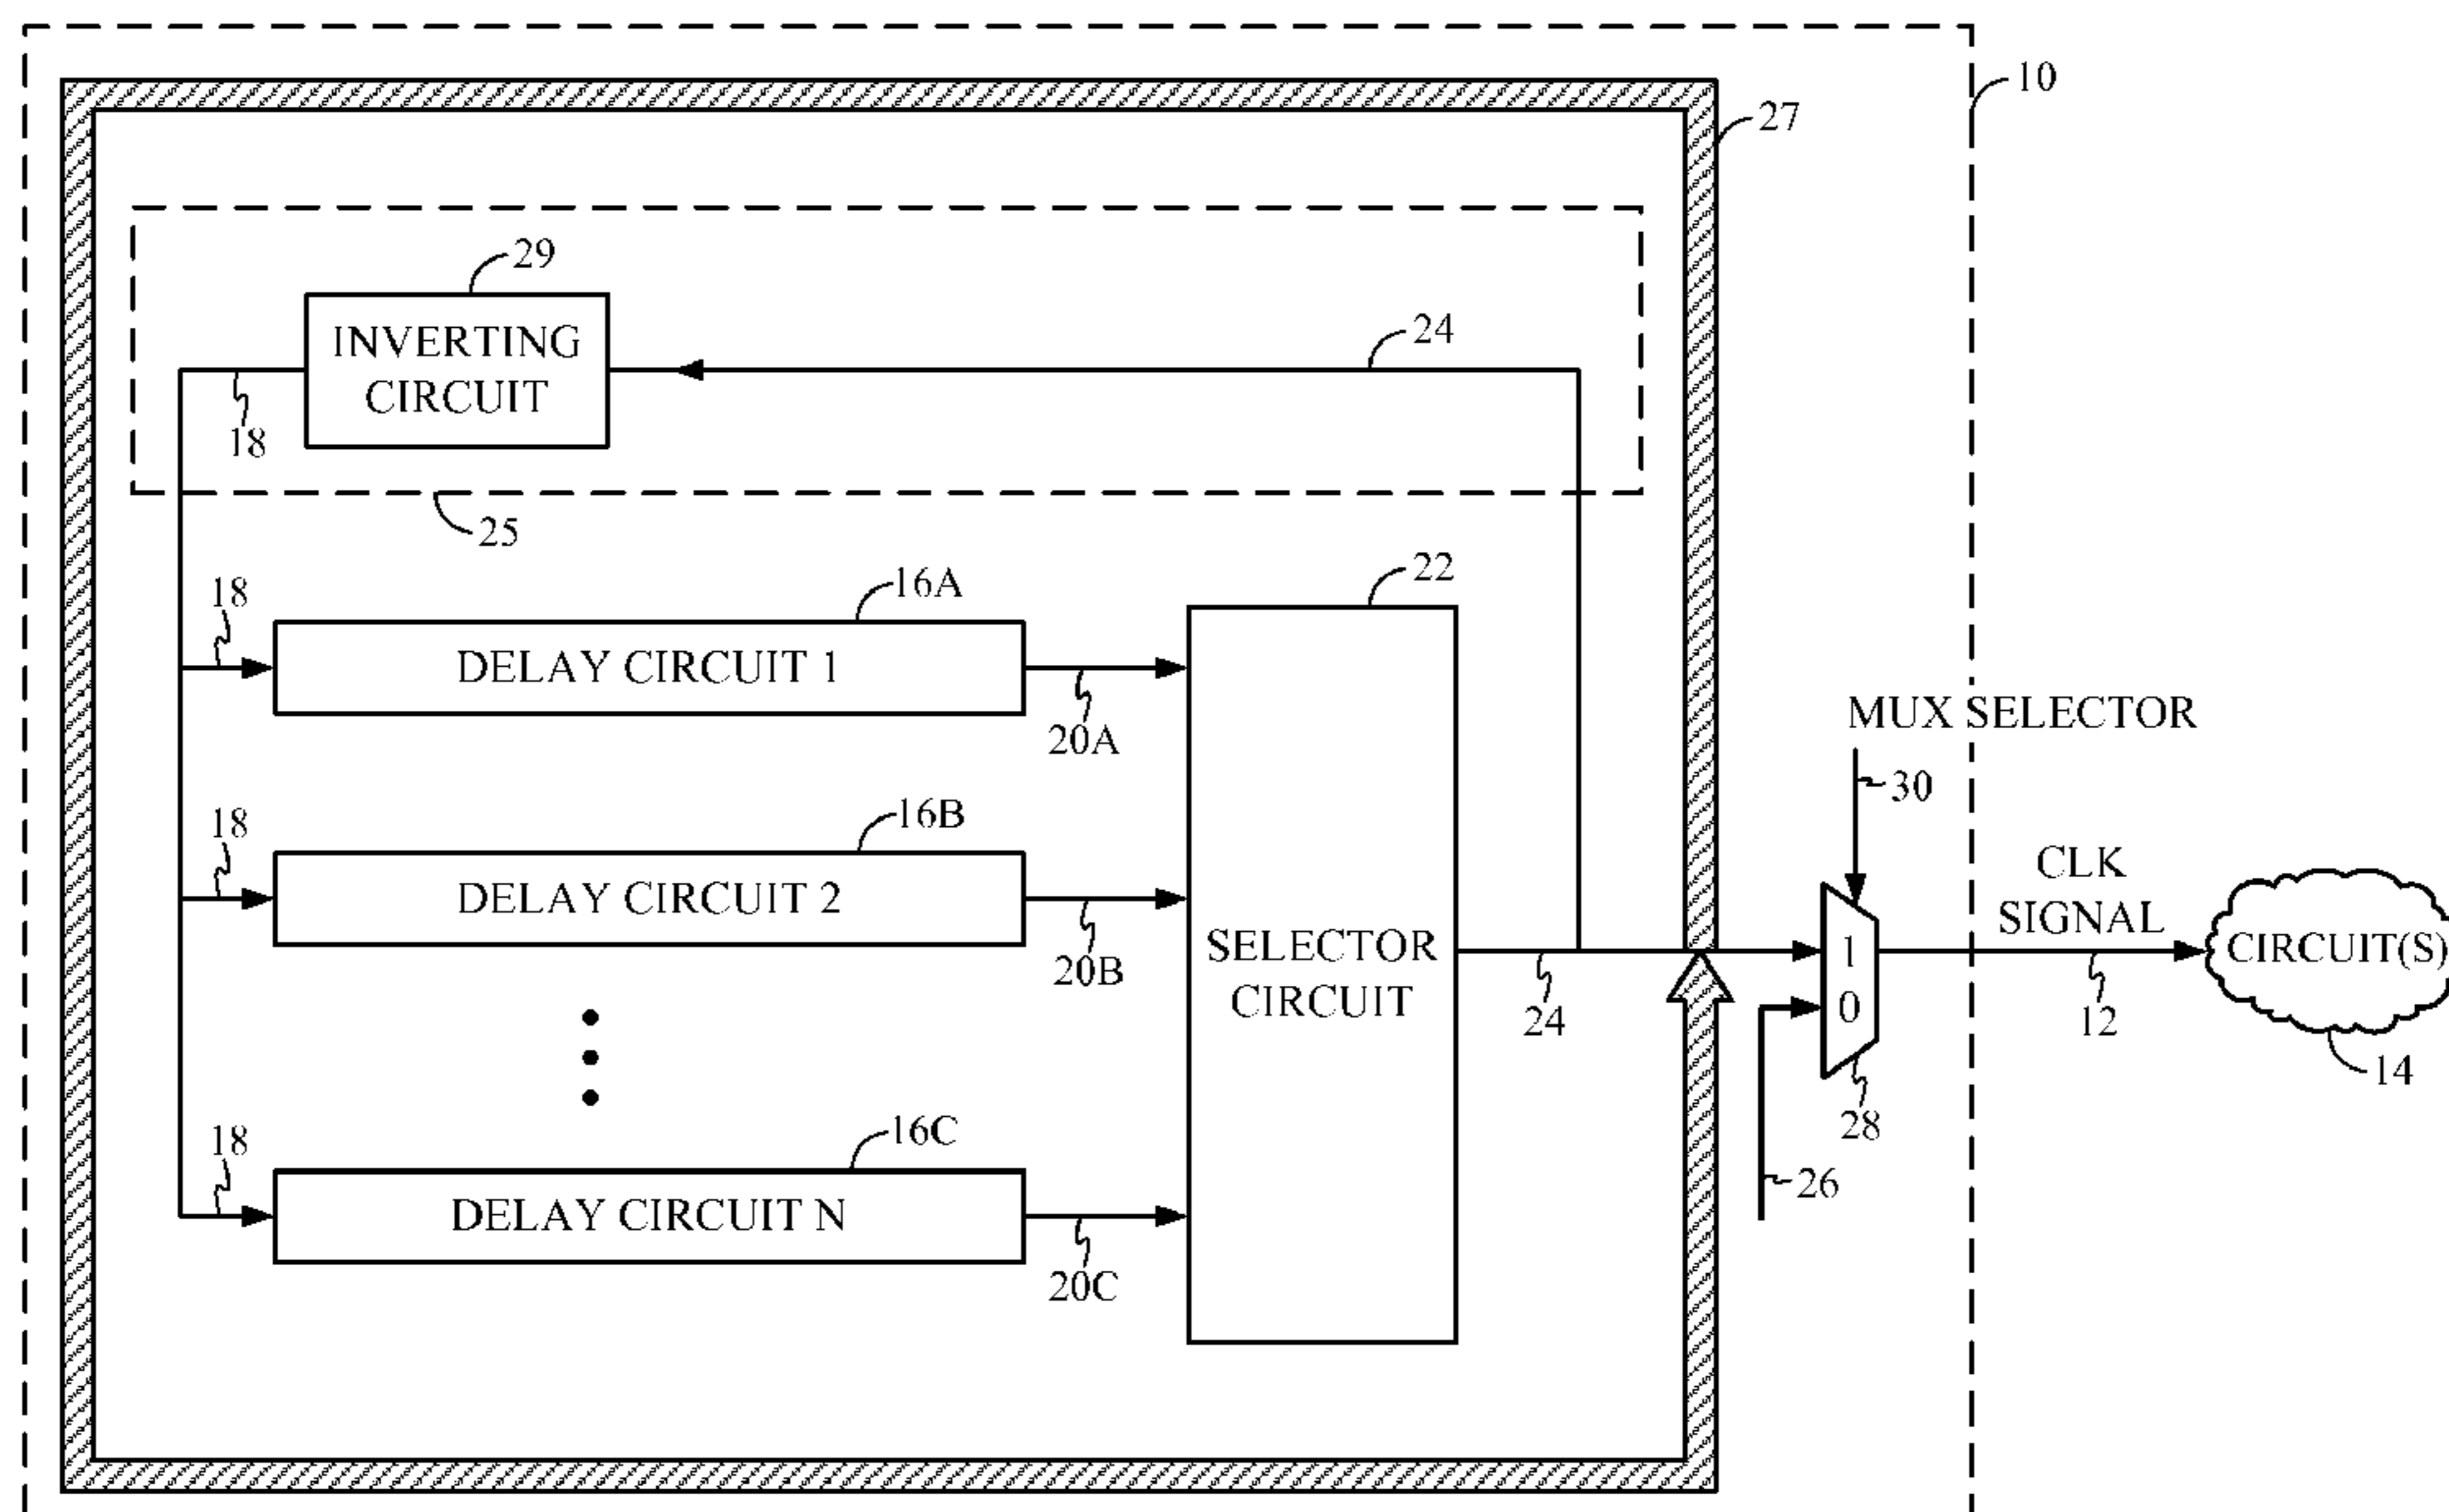 10
27
29
INVERTING
CIRCUIT
24
18
25
22
18
16A
DELAY CIRCUIT 1
20A
MUX SELECTOR
30
18
16B
DELAY CIRCUIT 2
20B
SELECTOR
CIRCUIT
24
1
0
CLK
SIGNAL
12
CIRCUIT(S)
14
28
26
18
16C
DELAY CIRCUIT N
20C